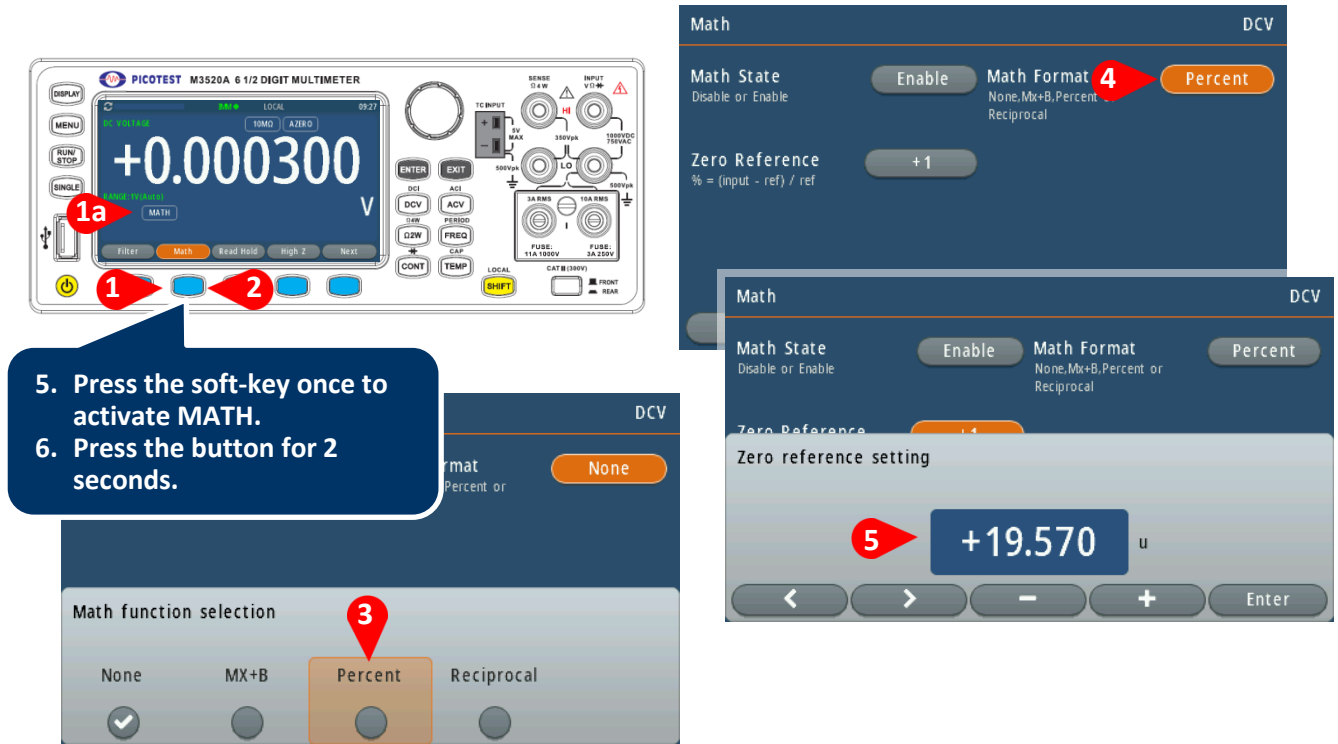 PICOTEST M3520A 6 1/2 DIGIT MULTIMETER
DISPLAY
MENU
RUN/
STOP
SINGLE
LOCAL
09:27
DC VOLTAGE
10MΩ
AZERO
+0.000300
V
RANGE:1V(Auto)
1a
MATH
Filter
Math
Read Hold
High Z
Next
1
2
ENTER
EXIT
DCI
ACI
DCV
ACV
Ω4W
PERIOD
Ω2W
FREQ
CAP
CONT
TEMP
LOCAL
SHIFT
TC INPUT
+
-
5V
MAX
SENSE
Ω 4 W
INPUT
V Ω
HI
350Vpk
1000VDC
750VAC
500Vpk
LO
500Vpk
3A RMS
10A RMS
I
FUSE:
11A 1000V
FUSE:
3A 250V
CAT II (300V)
FRONT
REAR
5. Press the soft-key once to
activate MATH.
6. Press the button for 2
seconds.
DCV
rmat
None
Percent or
Math function selection
3
None
MX+B
Percent
Reciprocal
Math
DCV
Math State
Enable
Disable or Enable
Math Format
4
Percent
None,Mx+B,Percent or
Reciprocal
Zero Reference
+1
% = (input - ref) / ref
Math
DCV
Math State
Enable
Disable or Enable
Math Format
Percent
None,Mx+B,Percent or
Reciprocal
Zero Reference
+1
Zero reference setting
5
+19.570
u
<
>
−
+
Enter